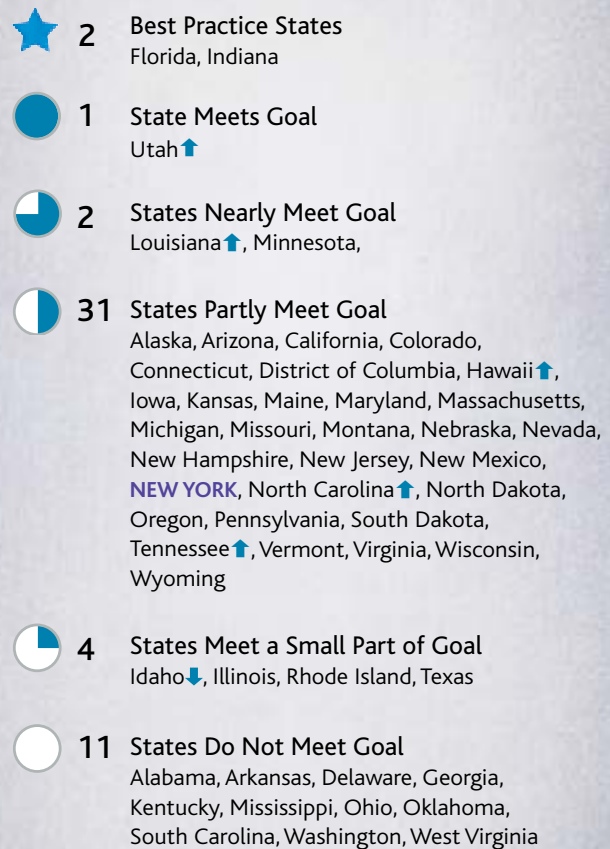 2 Best Practice States
Florida, Indiana
1 State Meets Goal
Utah⬆
2 States Nearly Meet Goal
Louisiana⬆, Minnesota,
31 States Partly Meet Goal
Alaska, Arizona, California, Colorado,
Connecticut, District of Columbia, Hawaii⬆,
Iowa, Kansas, Maine, Maryland, Massachusetts,
Michigan, Missouri, Montana, Nebraska, Nevada,
New Hampshire, New Jersey, New Mexico,
NEW YORK, North Carolina⬆, North Dakota,
Oregon, Pennsylvania, South Dakota,
Tennessee⬆, Vermont, Virginia, Wisconsin,
Wyoming
4 States Meet a Small Part of Goal
Idaho⬇, Illinois, Rhode Island, Texas
11 States Do Not Meet Goal
Alabama, Arkansas, Delaware, Georgia,
Kentucky, Mississippi, Ohio, Oklahoma,
South Carolina, Washington, West Virginia